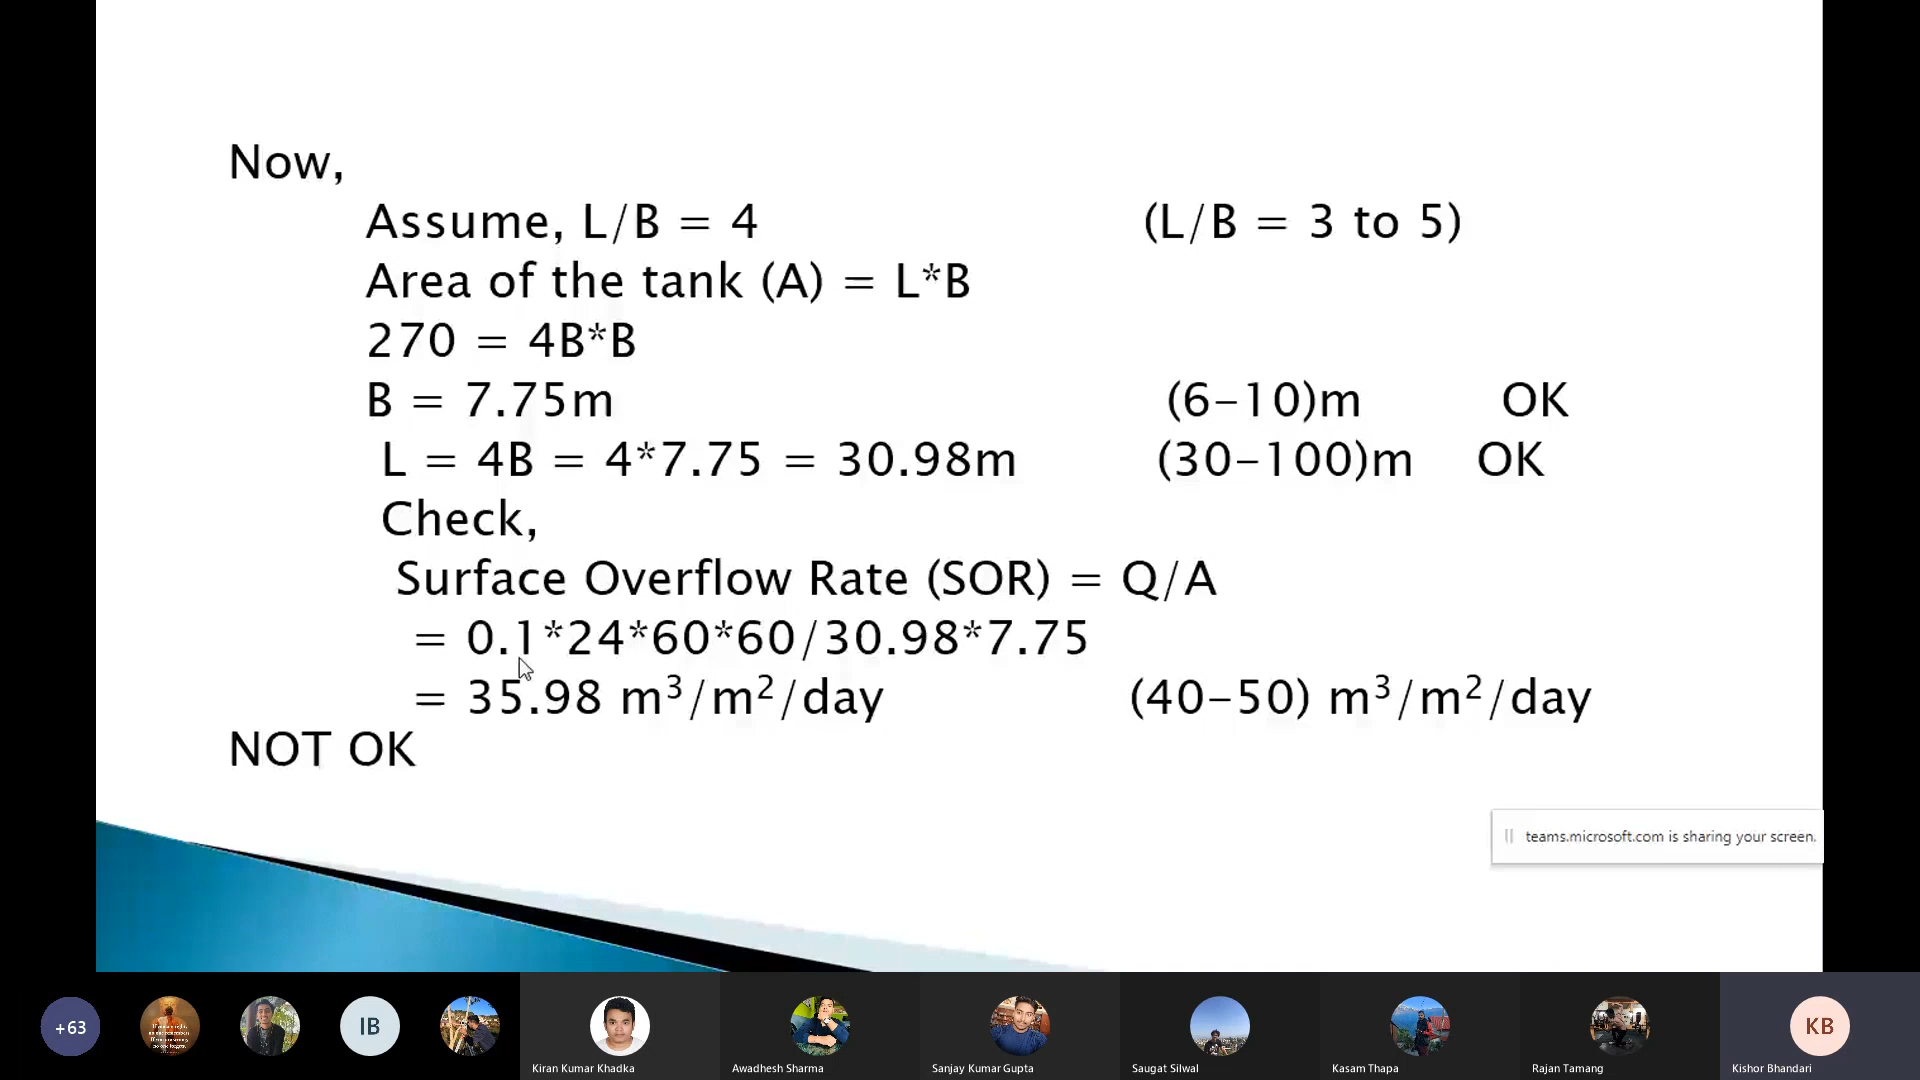 Now,
Assume, L/B = 4 (L/B = 3 to 5)
Area of the tank (A) = L*B
270 = 4B*B
B = 7.75m (6-10)m OK
L = 4B = 4*7.75 = 30.98m (30-100)m OK
Check,
Surface Overflow Rate (SOR) = Q/A
= 0.1*24*60*60/30.98*7.75
= 35.98 m³/m²/day (40-50) m³/m²/day
NOT OK
teams.microsoft.com is sharing your screen.
+63
IB
KB
Kiran Kumar Khadka
Awadhesh Sharma
Sanjay Kumar Gupta
Saugat Silwal
Kasam Thapa
Rajan Tamang
Kishor Bhandari